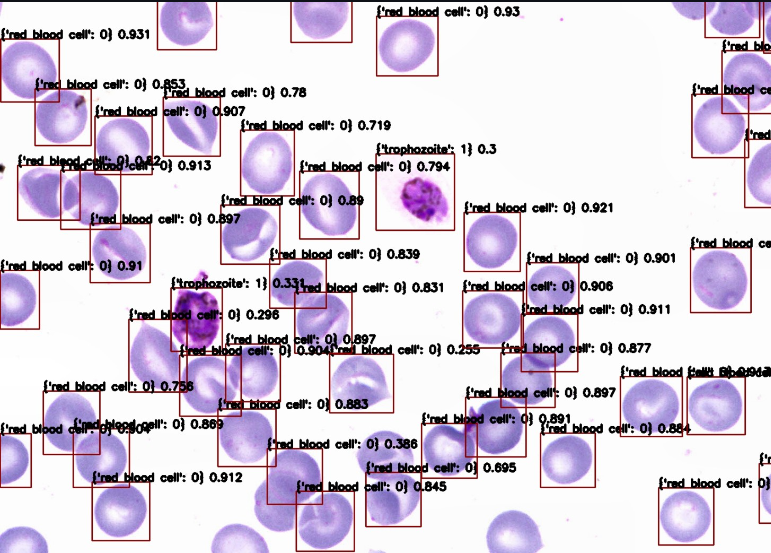 {'red blood cell': 0} 0.93
{'red blood cell': 0} 0.931
{'red blo
{'red blood cell': 0} 0.853
{'red blood cell': 0} 0.78
{'red blood ce
{'red blood cell': 0} 0.907
{'red blood cell': 0} 0.719
{'red
{'trophozoite': 1} 0.3
{'red blood cell': 0} 0.82
{'red blood cell': 0} 0.913
{'red blood cell': 0} 0.794
{'red blood cell': 0} 0.89
{'red blood cell': 0} 0.921
{'red blood cell': 0} 0.897
{'red blood ce
{'red blood cell': 0} 0.839
{'red blood cell': 0} 0.901
{'red blood cell': 0} 0.91
{'trophozoite': 1} 0.331
{'red blood cell': 0} 0.831
{'red blood cell': 0} 0.906
{'red blood cell': 0} 0.296
{'red blood cell': 0} 0.911
{'red blood cell': 0} 0.897
{'red blood cell': 0} 0.904
{'red blood cell': 0} 0.255
{'red blood cell': 0} 0.877
{'red blood cell': 0}
{'red blood cell': 0} 0.756
{'red blood cell': 0} 0.897
{'red blood cell': 0} 0.883
{'red blood cell': 0} 0.891
{'red blood cell': 0} 0.869
{'red blood cell': 0} 0.884
{'red blood cell': 0} 0.386
{'red
{'red blood cell': 0} 0.695
{'red blood cell': 0} 0.912
{'red blood cell': 0} 0.845
{'red blood cell': 0}